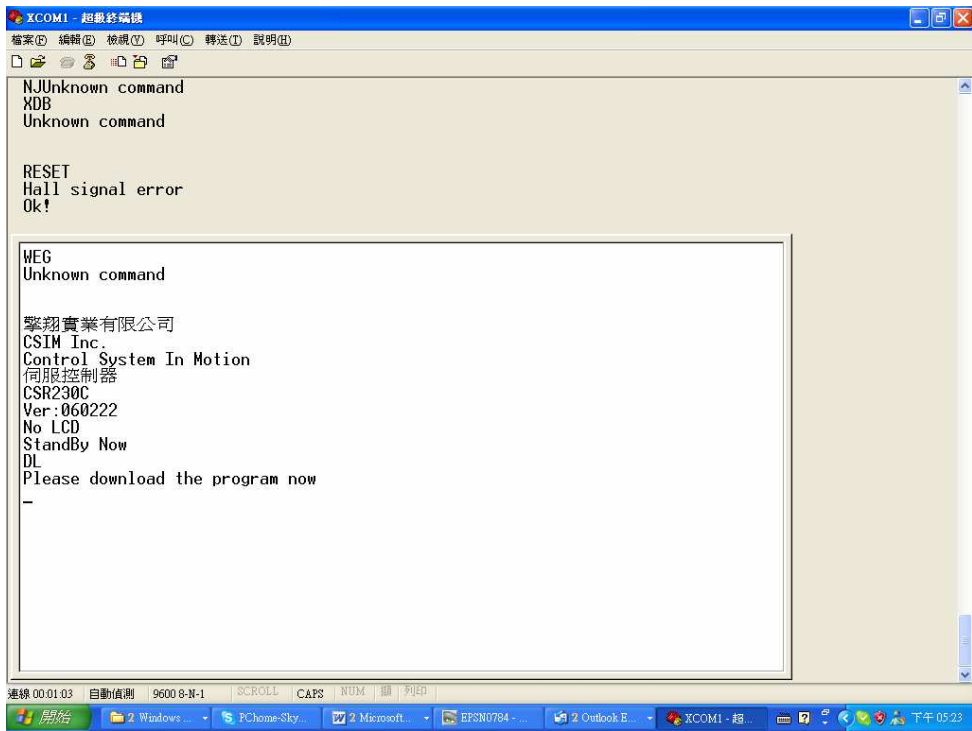 XCOM1 - 超級終端機
檔案(F) 編輯(E) 檢視(V) 呼叫(C) 轉送(T) 說明(H)
NJUnknown command
XDB
Unknown command
RESET
Hall signal error
Ok!
WEG
Unknown command
擎翔實業有限公司
CSIM Inc.
Control System In Motion
伺服控制器
CSR230C
Ver:060222
No LCD
StandBy Now
DL
Please download the program now
連線 00:01:03 自動偵測 9600 8-N-1 SCROLL CAPS NUM 擷 列印
開始 2 Windows ... PChome-Sky... 2 Microsoft... EPSN0784 - ... 2 Outlook E... XCOM1 - 超... 下午 05:23